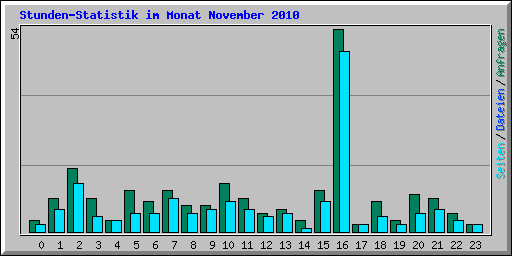 Stunden-Statistik im Monat November 2010
54
0 1 2 3 4 5 6 7 8 9 10 11 12 13 14 15 16 17 18 19 20 21 22 23
Seiten/Dateien/Anfragen